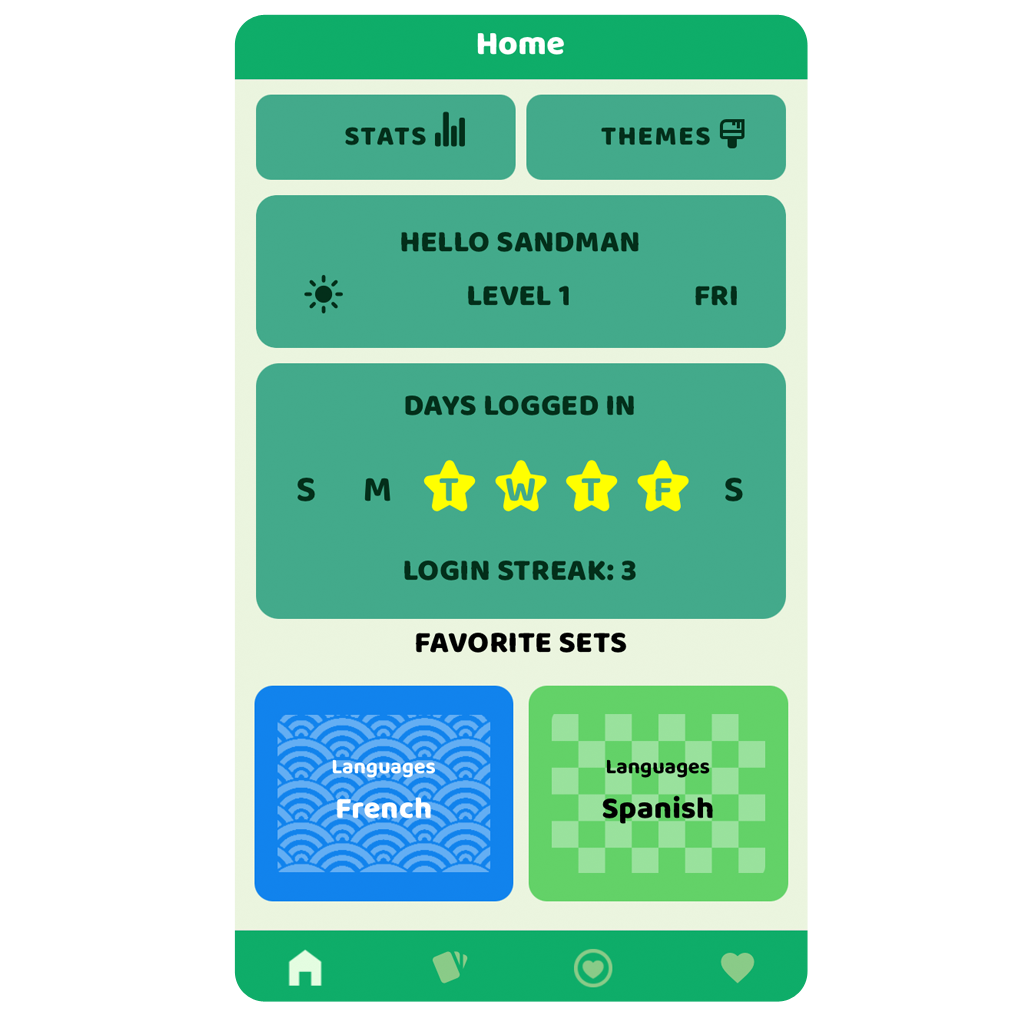 Home
STATS
THEMES
HELLO SANDMAN
LEVEL 1
FRI
DAYS LOGGED IN
S M T W T F S
LOGIN STREAK: 3
FAVORITE SETS
Languages
French
Languages
Spanish